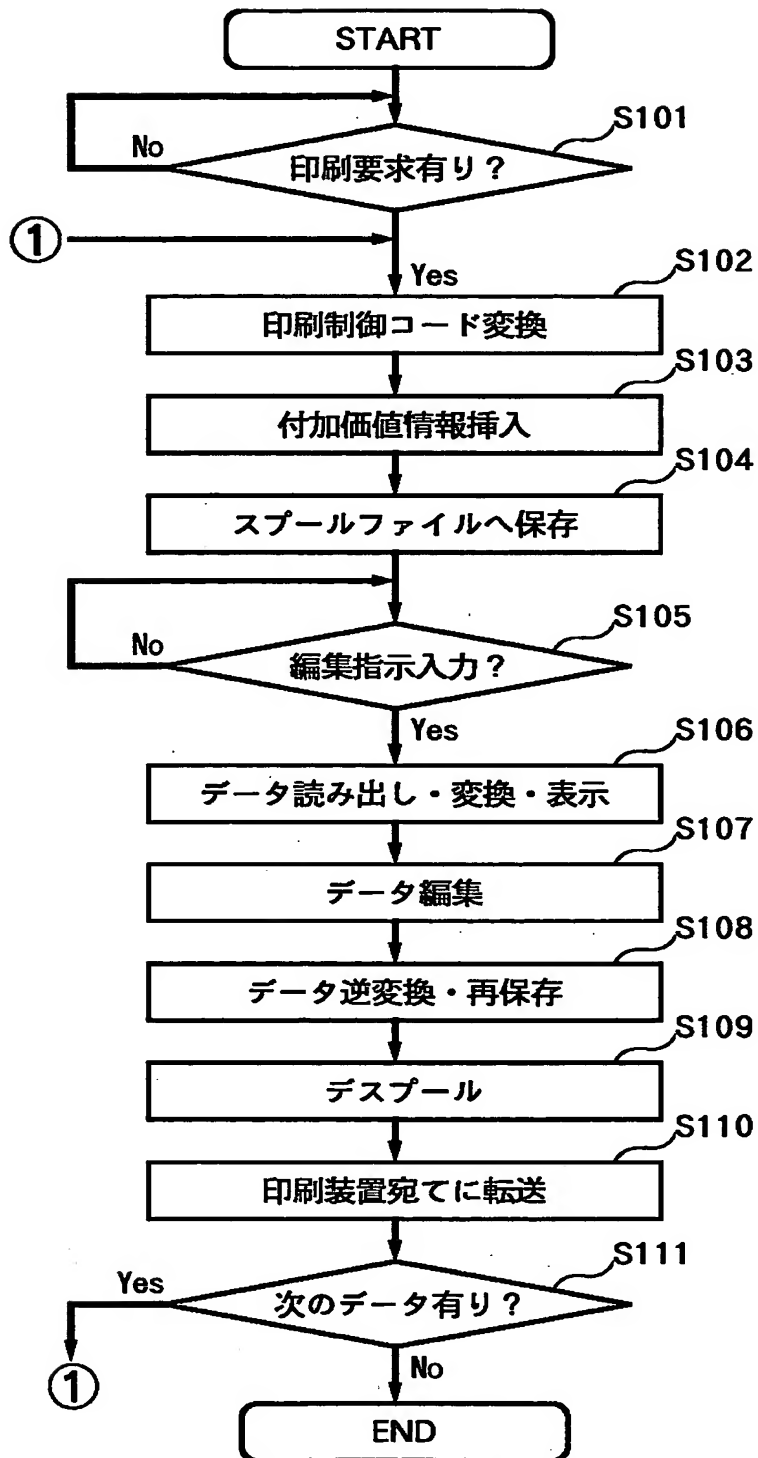 START
S101
No
印刷要求有り?
①
Yes
S102
印刷制御コード変換
S103
付加価値情報挿入
S104
スプールファイルへ保存
S105
No
編集指示入力?
Yes
S106
データ読み出し・変換・表示
S107
データ編集
S108
データ逆変換・再保存
S109
デスプール
S110
印刷装置宛てに転送
S111
Yes
次のデータ有り?
①
No
END